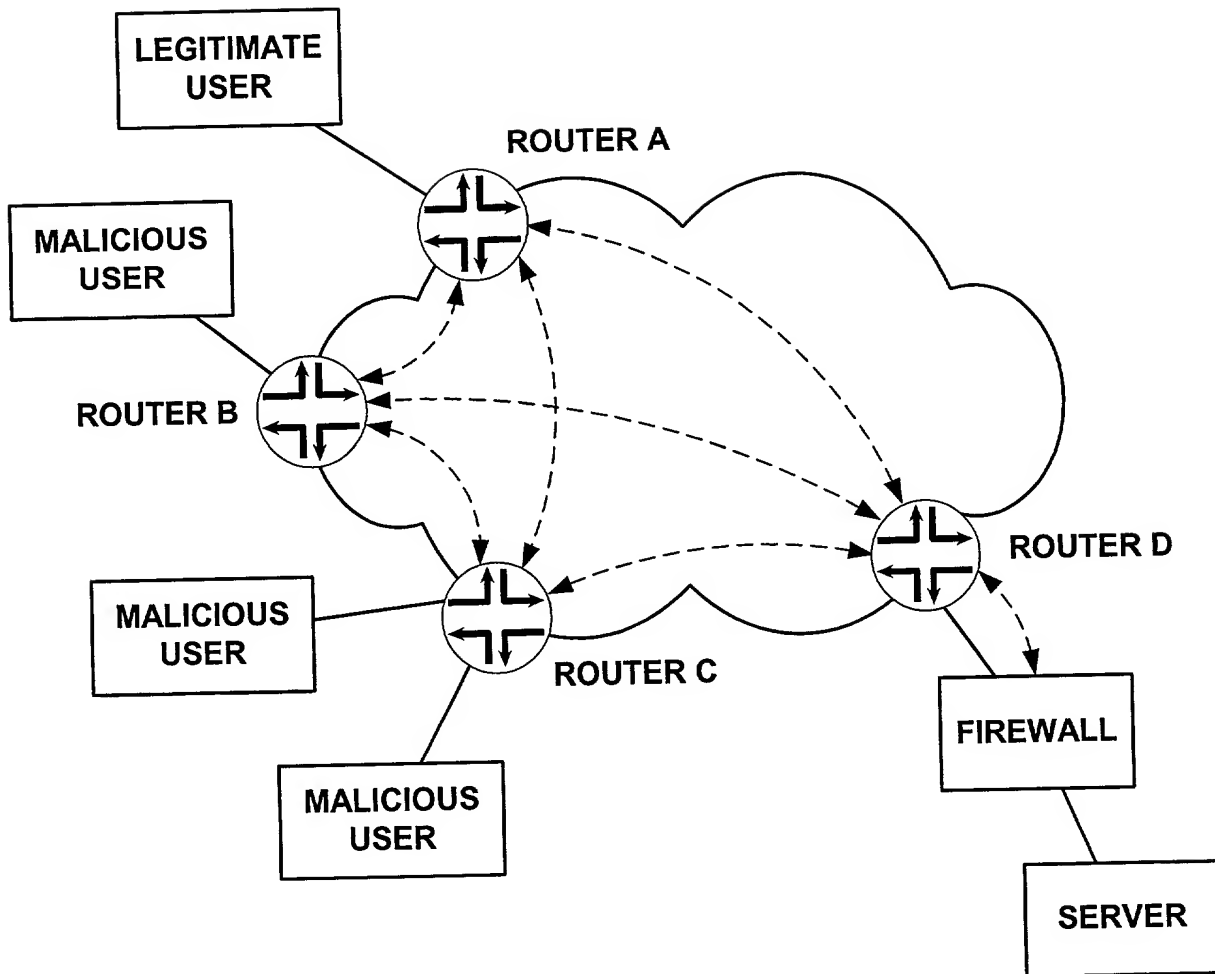 LEGITIMATE
USER
ROUTER A
MALICIOUS
USER
ROUTER B
ROUTER D
MALICIOUS
USER
ROUTER C
FIREWALL
MALICIOUS
USER
SERVER